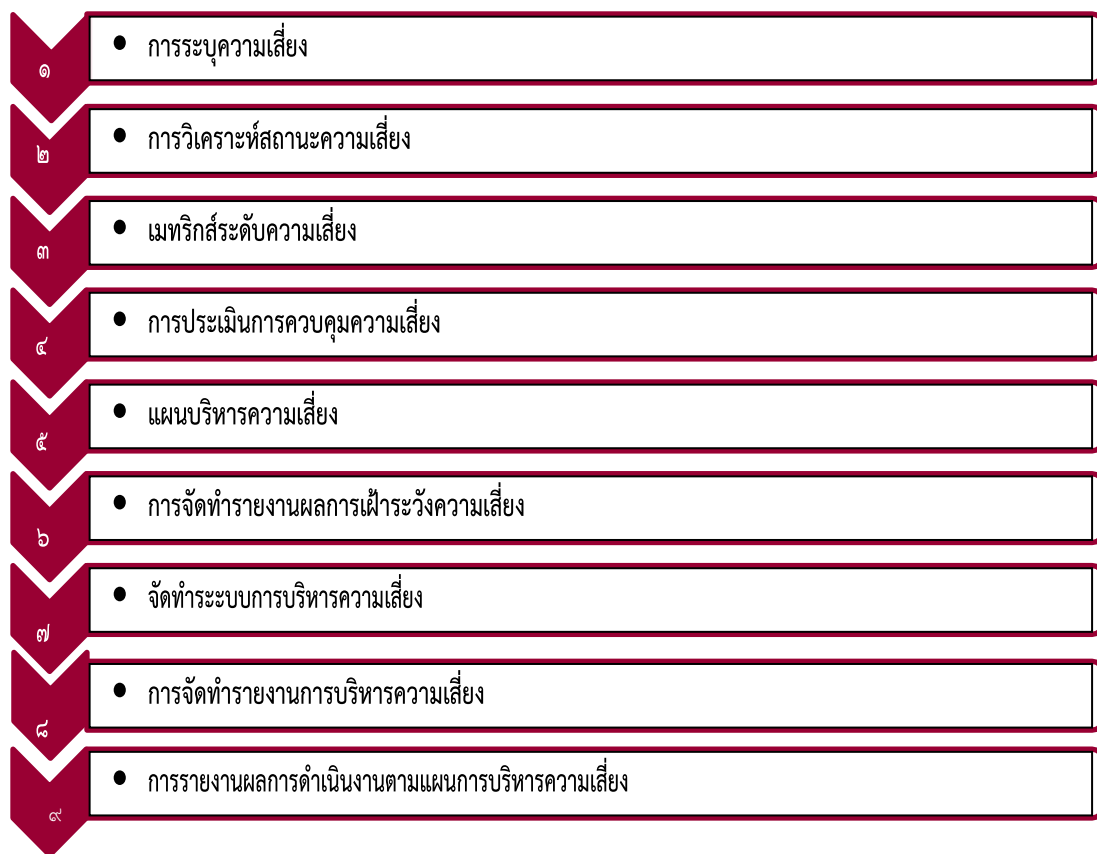 ๑ • การระบุความเสี่ยง
๒ • การวิเคราะห์สถานะความเสี่ยง
๓ • เมทริกส์ระดับความเสี่ยง
๔ • การประเมินการควบคุมความเสี่ยง
๕ • แผนบริหารความเสี่ยง
๖ • การจัดทำรายงานผลการเฝ้าระวังความเสี่ยง
๗ • จัดทำระะบบการบริหารความเสี่ยง
๘ • การจัดทำรายงานการบริหารความเสี่ยง
๙ • การรายงานผลการดำเนินงานตามแผนการบริหารความเสี่ยง